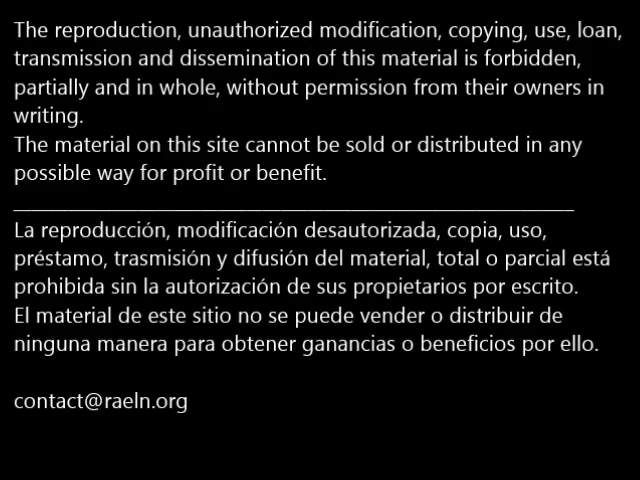 The reproduction, unauthorized modification, copying, use, loan,
transmission and dissemination of this material is forbidden,
partially and in whole, without permission from their owners in
writing.
The material on this site cannot be sold or distributed in any
possible way for profit or benefit.
La reproducción, modificación desautorizada, copia, uso,
préstamo, trasmisión y difusión del material, total o parcial está
prohibida sin la autorización de sus propietarios por escrito.
El material de este sitio no se puede vender o distribuir de
ninguna manera para obtener ganancias o beneficios por ello.
contact@raeln.org